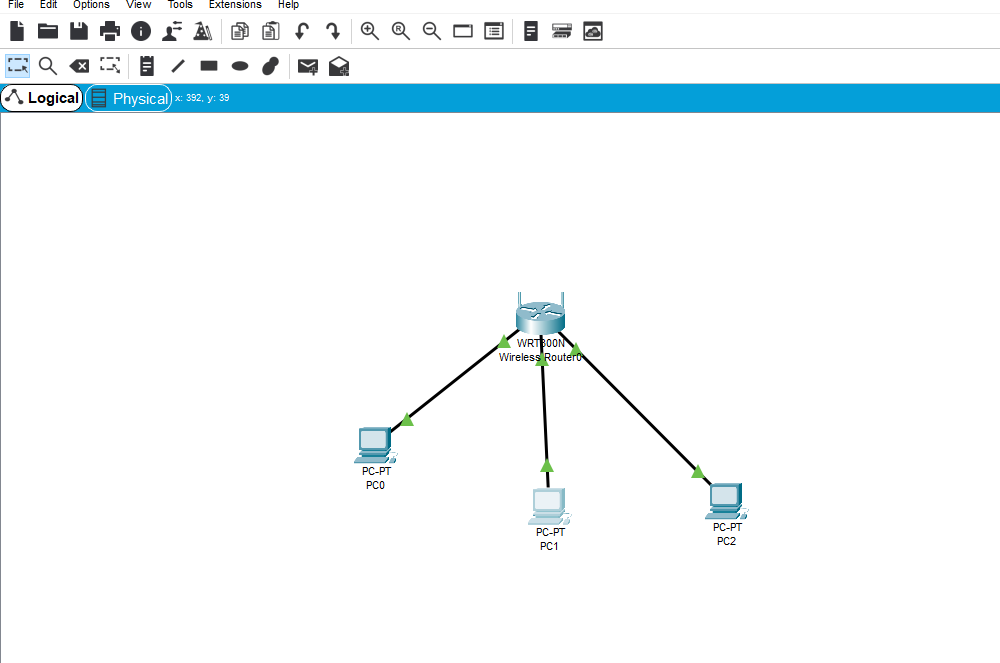 File Edit Options View Tools Extensions Help
Logical Physical x: 392, y: 39
WRT300N
Wireless Router0
PC-PT
PC0
PC-PT
PC1
PC-PT
PC2